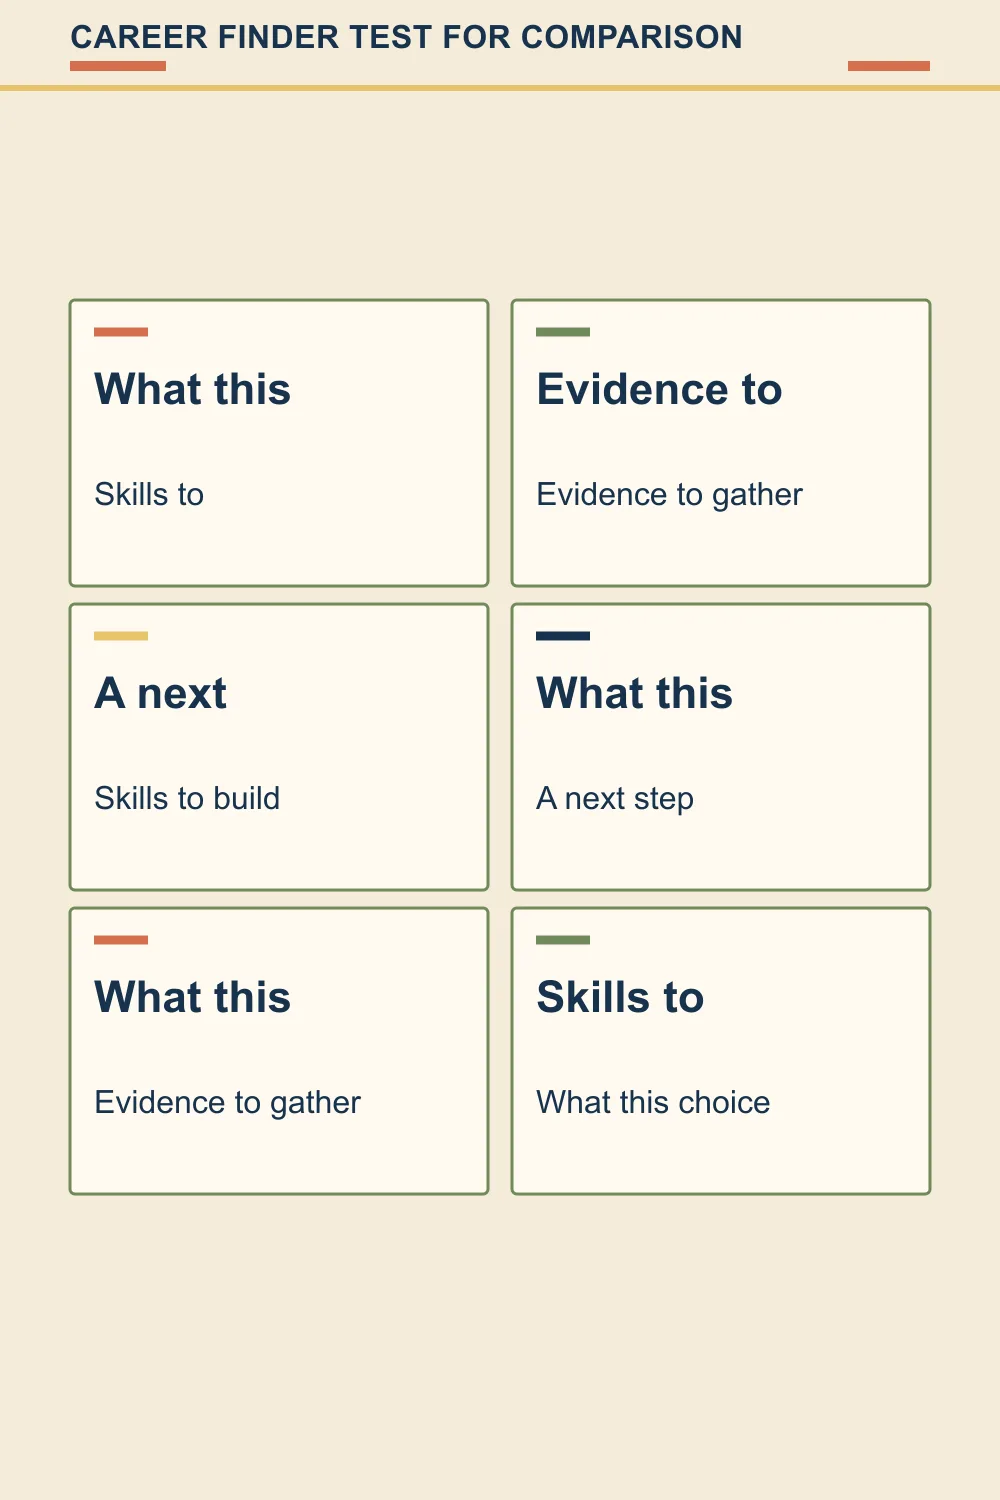 CAREER FINDER TEST FOR COMPARISON
What this
Skills to
Evidence to
Evidence to gather
A next
Skills to build
What this
A next step
What this
Evidence to gather
Skills to
What this choice